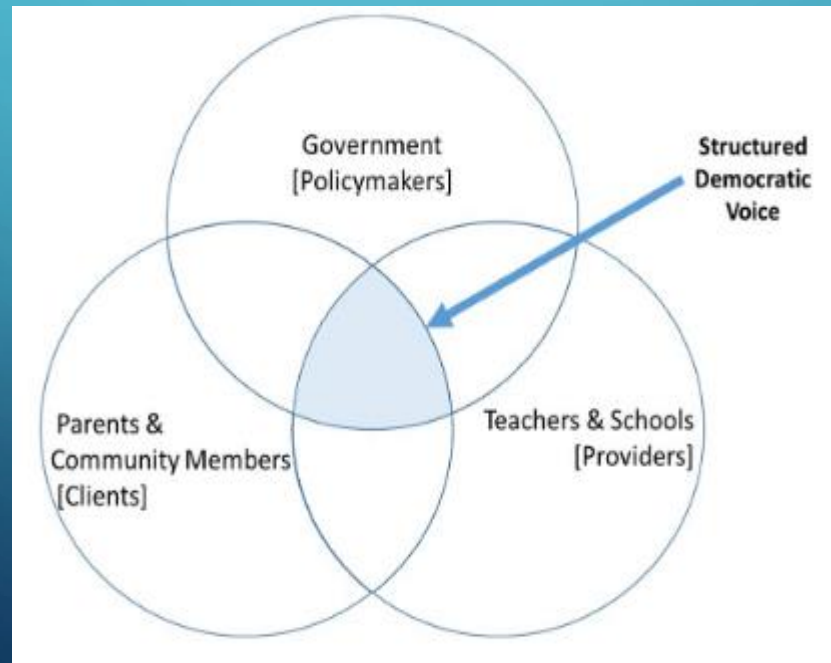 Government
[Policymakers]
Structured
Democratic
Voice
Parents &
Community Members
[Clients]
Teachers & Schools
[Providers]